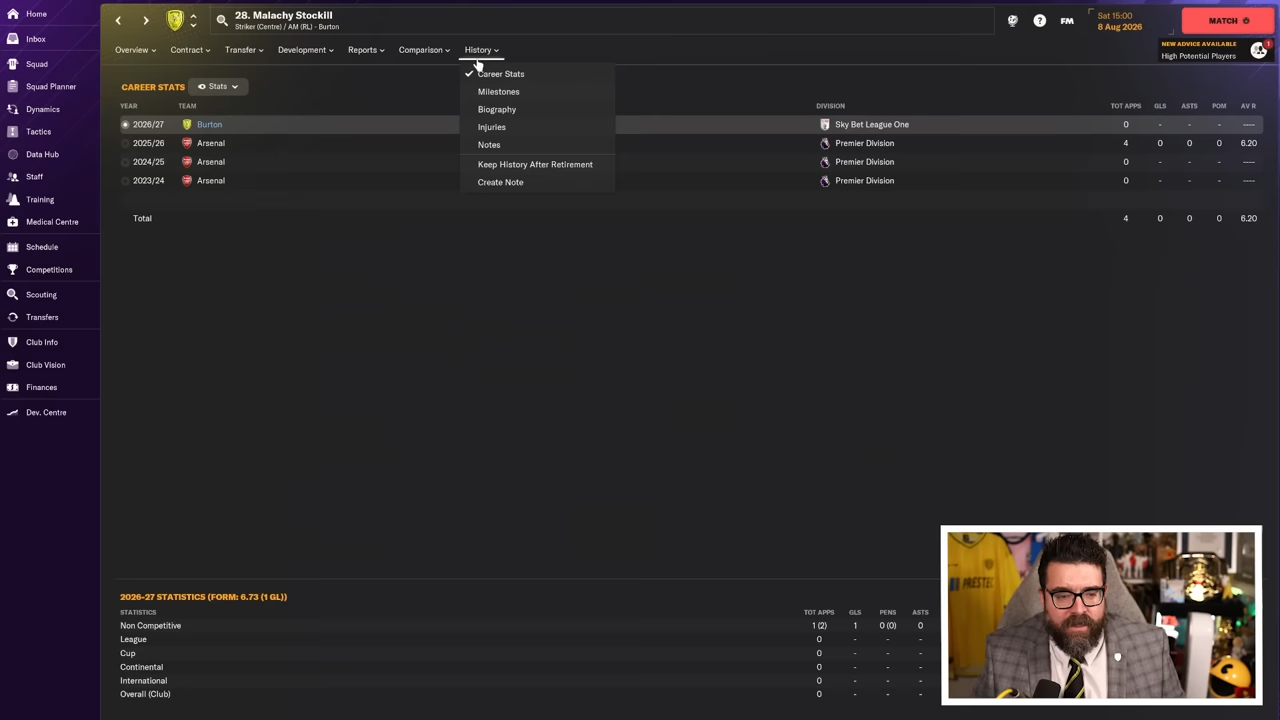 Home
Inbox
Squad
Squad Planner
Dynamics
Tactics
Data Hub
Staff
Training
Medical Centre
Schedule
Competitions
Scouting
Transfers
Club Info
Club Vision
Finances
Dev. Centre
28. Malachy Stockill
Striker (Centre) / AM (RL) - Burton
FM
Sat 15:00
8 Aug 2026
MATCH
Overview
Contract
Transfer
Development
Reports
Comparison
History
NEW ADVICE AVAILABLE
High Potential Players
1
Career Stats
Milestones
Biography
Injuries
Notes
Keep History After Retirement
Create Note
CAREER STATS Stats
YEAR TEAM DIVISION TOT APPS GLS ASTS POM AV R
2026/27 Burton Sky Bet League One 0 - - - ----
2025/26 Arsenal Premier Division 4 0 0 0 6.20
2024/25 Arsenal Premier Division 0 - - - ----
2023/24 Arsenal Premier Division 0 - - - ----
Total 4 0 0 0 6.20
2026-27 STATISTICS (FORM: 6.73 (1 GL))
STATISTICS TOT APPS GLS PENS ASTS
Non Competitive 1 (2) 1 0 (0) 0
League 0 - - -
Cup 0 - - -
Continental 0 - - -
International 0 - - -
Overall (Club) 0 - - -